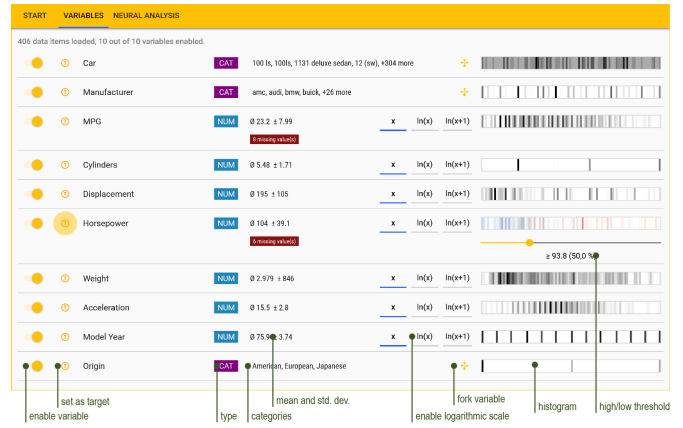 START VARIABLES NEURAL ANALYSIS
406 data items loaded, 10 out of 10 variables enabled.
Car CAT 100 ls, 100ls, 1131 deluxe sedan, 12 (sw), +304 more
Manufacturer CAT amc, audi, bmw, buick, +26 more
MPG NUM Ø 23.2 ± 7.99 x ln(x) ln(x+1)
8 missing value(s)
Cylinders NUM Ø 5.48 ± 1.71 x ln(x) ln(x+1)
Displacement NUM Ø 195 ± 105 x ln(x) ln(x+1)
Horsepower NUM Ø 104 ± 39.1 x ln(x) ln(x+1)
6 missing value(s)
≥ 93.8 (50,0 %)
Weight NUM Ø 2.979 ± 846 x ln(x) ln(x+1)
Acceleration NUM Ø 15.5 ± 2.8 x ln(x) ln(x+1)
Model Year NUM Ø 75.9 ± 3.74 x ln(x) ln(x+1)
Origin CAT American, European, Japanese
set as target mean and std. dev. fork variable
enable variable type categories enable logarithmic scale histogram high/low threshold